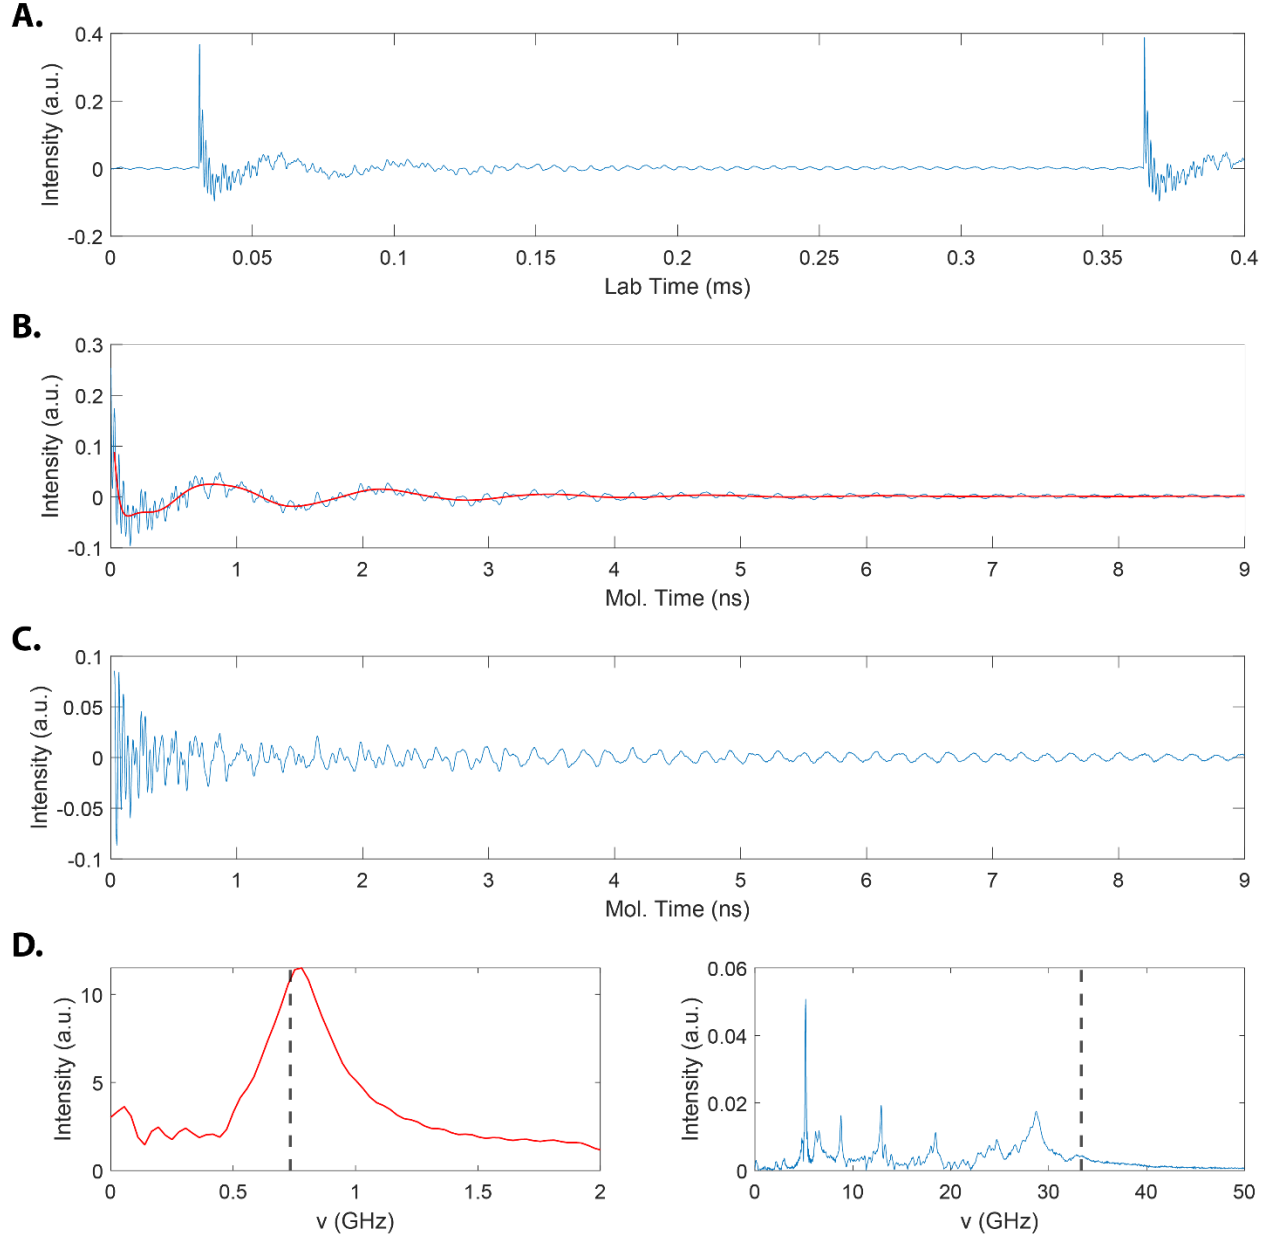 A.
Intensity (a.u.)
0.4
0.2
0
-0.2
0 0.05 0.1 0.15 0.2 0.25 0.3 0.35 0.4
Lab Time (ms)
B.
Intensity (a.u.)
0.3
0.2
0.1
0
-0.1
0 1 2 3 4 5 6 7 8 9
Mol. Time (ns)
C.
Intensity (a.u.)
0.1
0.05
0
-0.05
-0.1
0 1 2 3 4 5 6 7 8 9
Mol. Time (ns)
D.
Intensity (a.u.)
10
5
0
0 0.5 1 1.5 2
v (GHz)
Intensity (a.u.)
0.06
0.04
0.02
0
0 10 20 30 40 50
v (GHz)